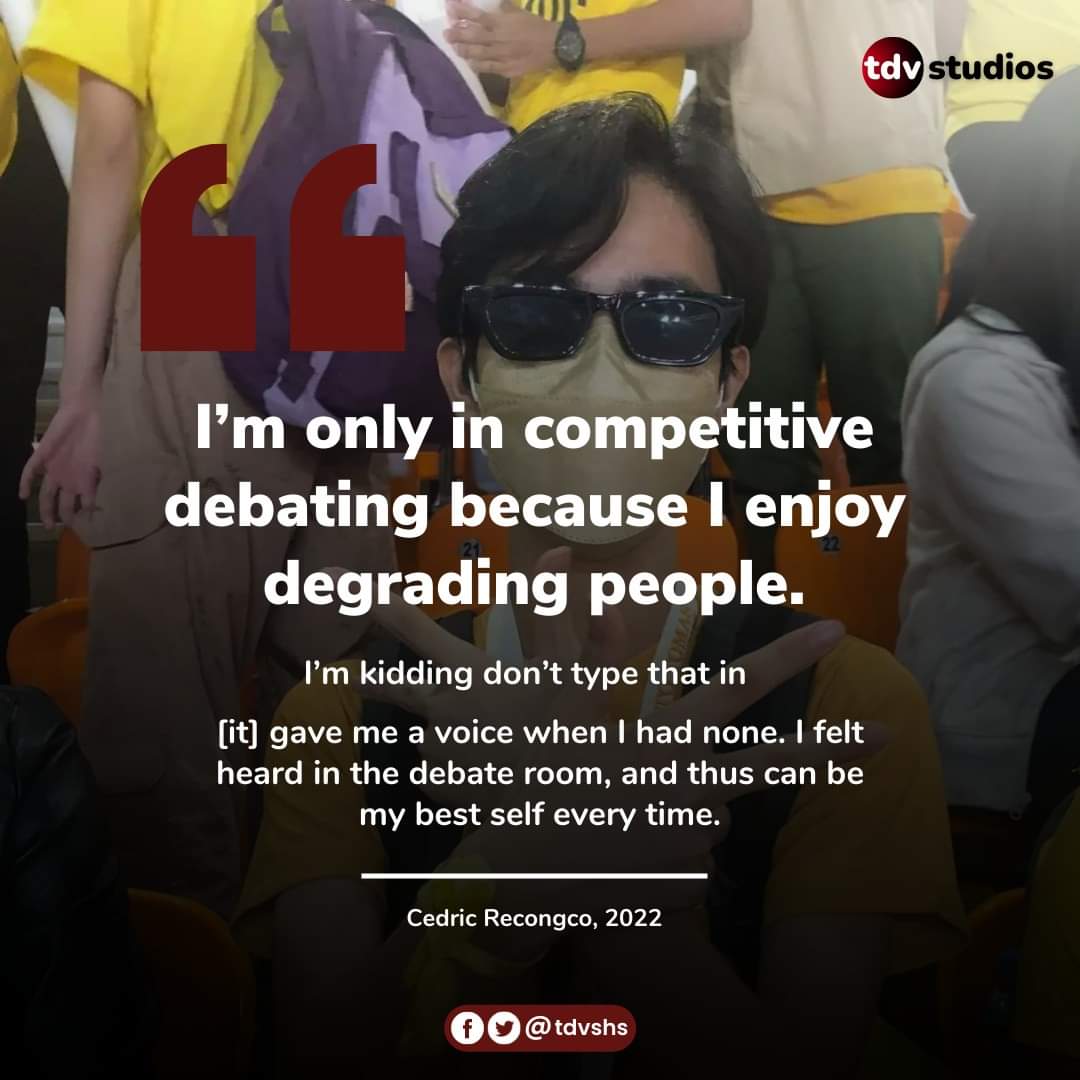 tdv studios
“
I’m only in competitive
debating because I enjoy
degrading people.
I’m kidding don’t type that in
[it] gave me a voice when I had none. I felt
heard in the debate room, and thus can be
my best self every time.
21
22
Cedric Recongco, 2022
@tdvshs